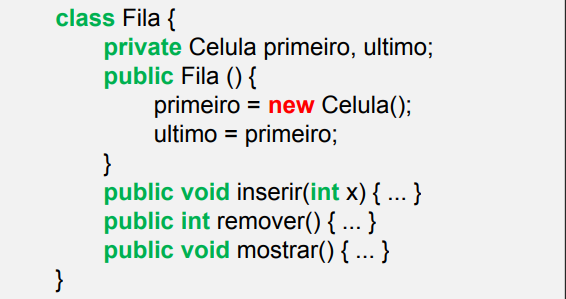 class Fila {
private Celula primeiro, ultimo;
public Fila () {
primeiro = new Celula();
ultimo = primeiro;
}
public void inserir(int x) { ... }
public int remover() { ... }
public void mostrar() { ... }
}